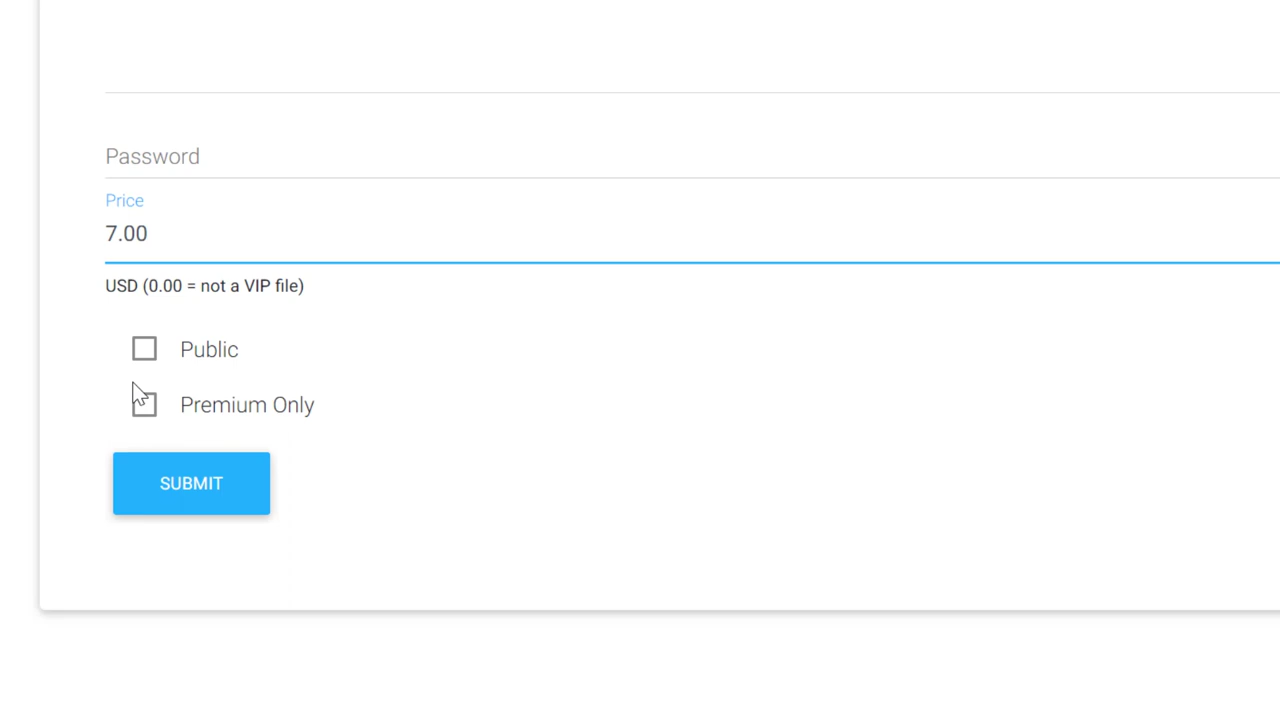 Password
Price
7.00
USD (0.00 = not a VIP file)
Public
Premium Only
SUBMIT